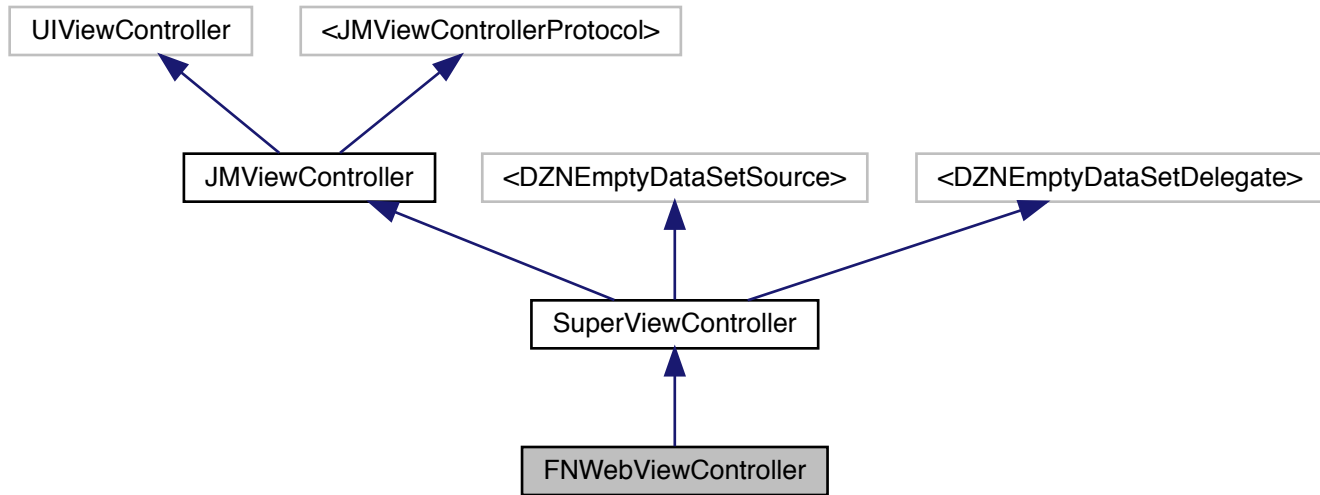 UIViewController
<JMViewControllerProtocol>
JMViewController
<DZNEmptyDataSetSource>
<DZNEmptyDataSetDelegate>
SuperViewController
FNWebViewController